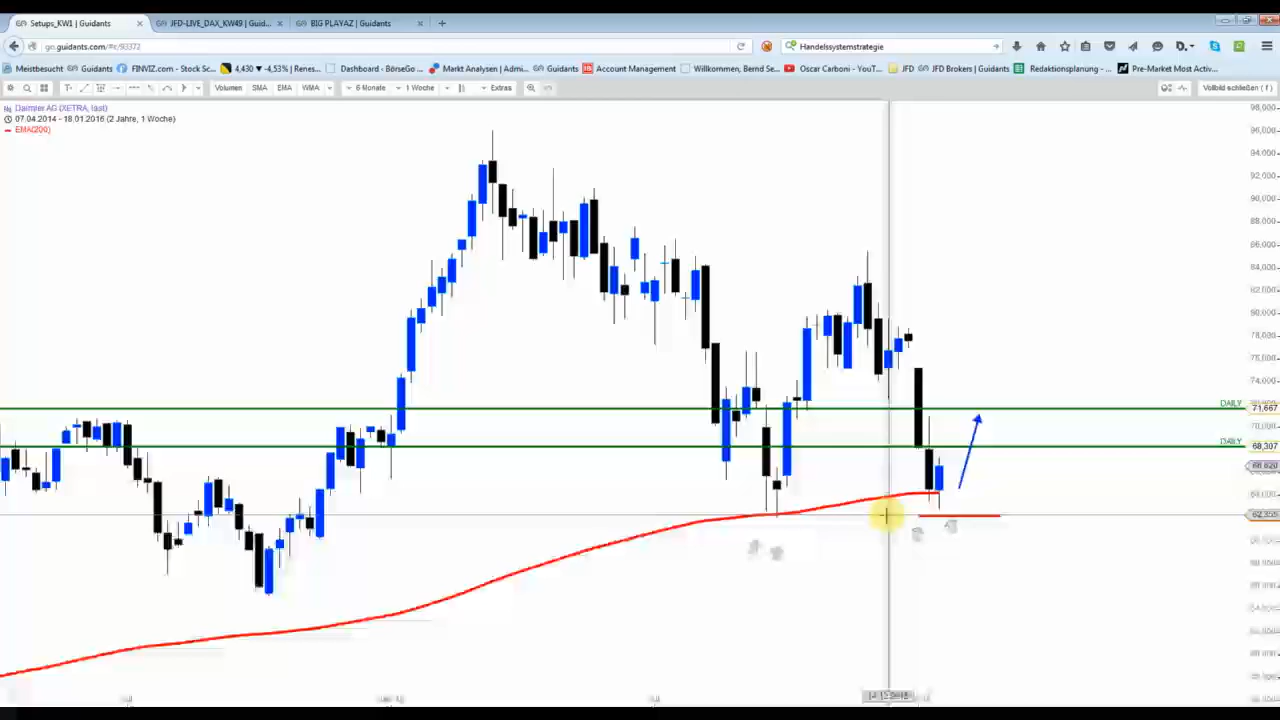 Setups_KW1 | Guidants
JFD-LIVE_DAX_KW49 | Guid...
BIG PLAYAZ | Guidants
go.guidants.com/#c/93372
Handelssystemstrategie
Meistbesucht
Guidants
FINVIZ.com - Stock Sc...
4,430 ▼ -4,53% | Renes...
Dashboard - BörseGo ...
Markt Analysen | Admi...
Guidants
Account Management
Willkommen, Bernd Se...
Oscar Carboni - YouT...
JFD
JFD Brokers | Guidants
Redaktionsplanung - ...
Pre-Market Most Activ...
Volumen
SMA
EMA
WMA
6 Monate
1 Woche
Extras
Vollbild schließen ( f )
Daimler AG (XETRA, last)
07.04.2014 - 18.01.2016 (2 Jahre, 1 Woche)
EMA(200)
98,000
96,000
94,000
92,000
90,000
88,000
86,000
84,000
82,000
80,000
78,000
76,000
74,000
DAILY
71,667
70,000
DAILY
68,307
64,000